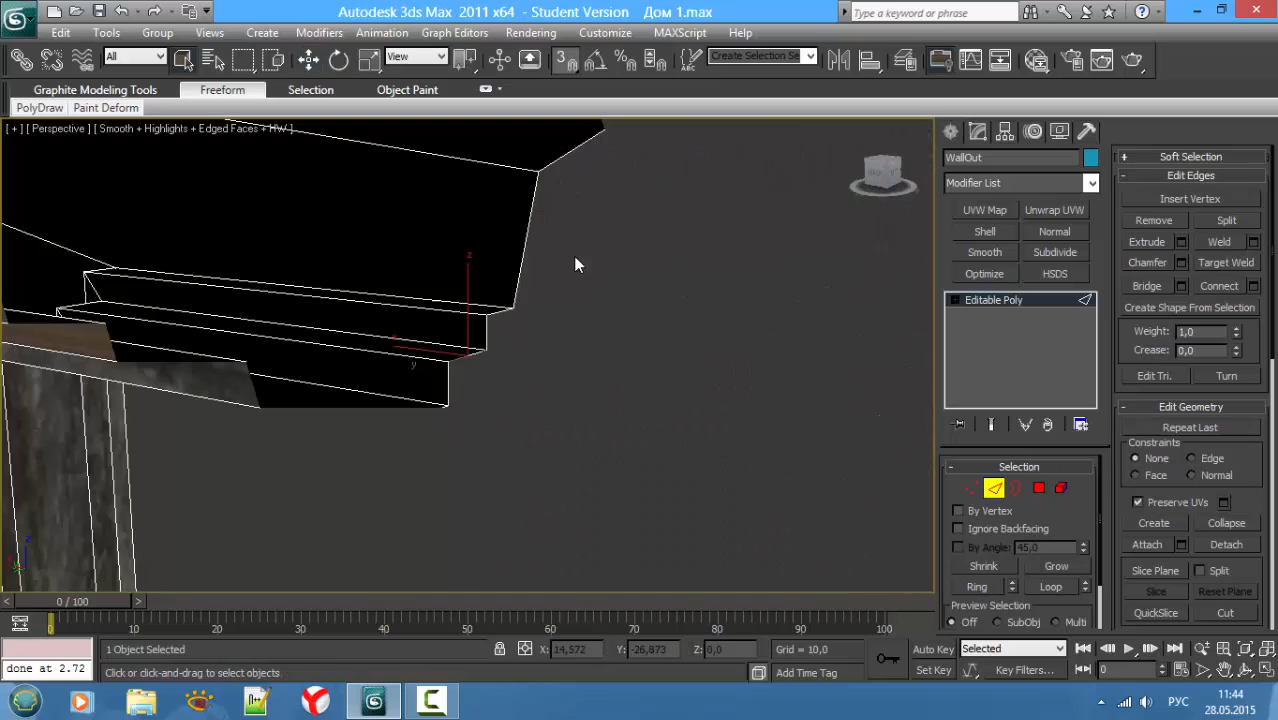 Autodesk 3ds Max 2011 x64 - Student Version Дом 1.max
Type a keyword or phrase
Edit Tools Group Views Create Modifiers Animation Graph Editors Rendering Customize MAXScript Help
All View 3 Create Selection Se
Graphite Modeling Tools Freeform Selection Object Paint
PolyDraw Paint Deform
[ + ] [ Perspective ] [ Smooth + Highlights + Edged Faces + HW ]
z
x
y
z
WallOut
Modifier List
UVW Map Unwrap UVW
Shell Normal
Smooth Subdivide
Optimize HSDS
Editable Poly
Selection
By Vertex
Ignore Backfacing
By Angle: 45,0
Shrink Grow
Ring Loop
Preview Selection
Off SubObj Multi
Soft Selection
Edit Edges
Insert Vertex
Remove Split
Extrude Weld
Chamfer Target Weld
Bridge Connect
Create Shape From Selection
Weight: 1,0
Crease: 0,0
Edit Tri. Turn
Edit Geometry
Repeat Last
Constraints
None Edge
Face Normal
Preserve UVs
Create Collapse
Attach Detach
Slice Plane Split
Slice Reset Plane
QuickSlice Cut
0 / 100
0 10 20 30 40 50 60 70 80 90 100
1 Object Selected X: 14,572 Y: -26,873 Z: 0,0 Grid = 10,0 Auto Key Selected
done at 2.72 Click or click-and-drag to select objects Add Time Tag Set Key Key Filters... 0
РУС 11:44
28.05.2015